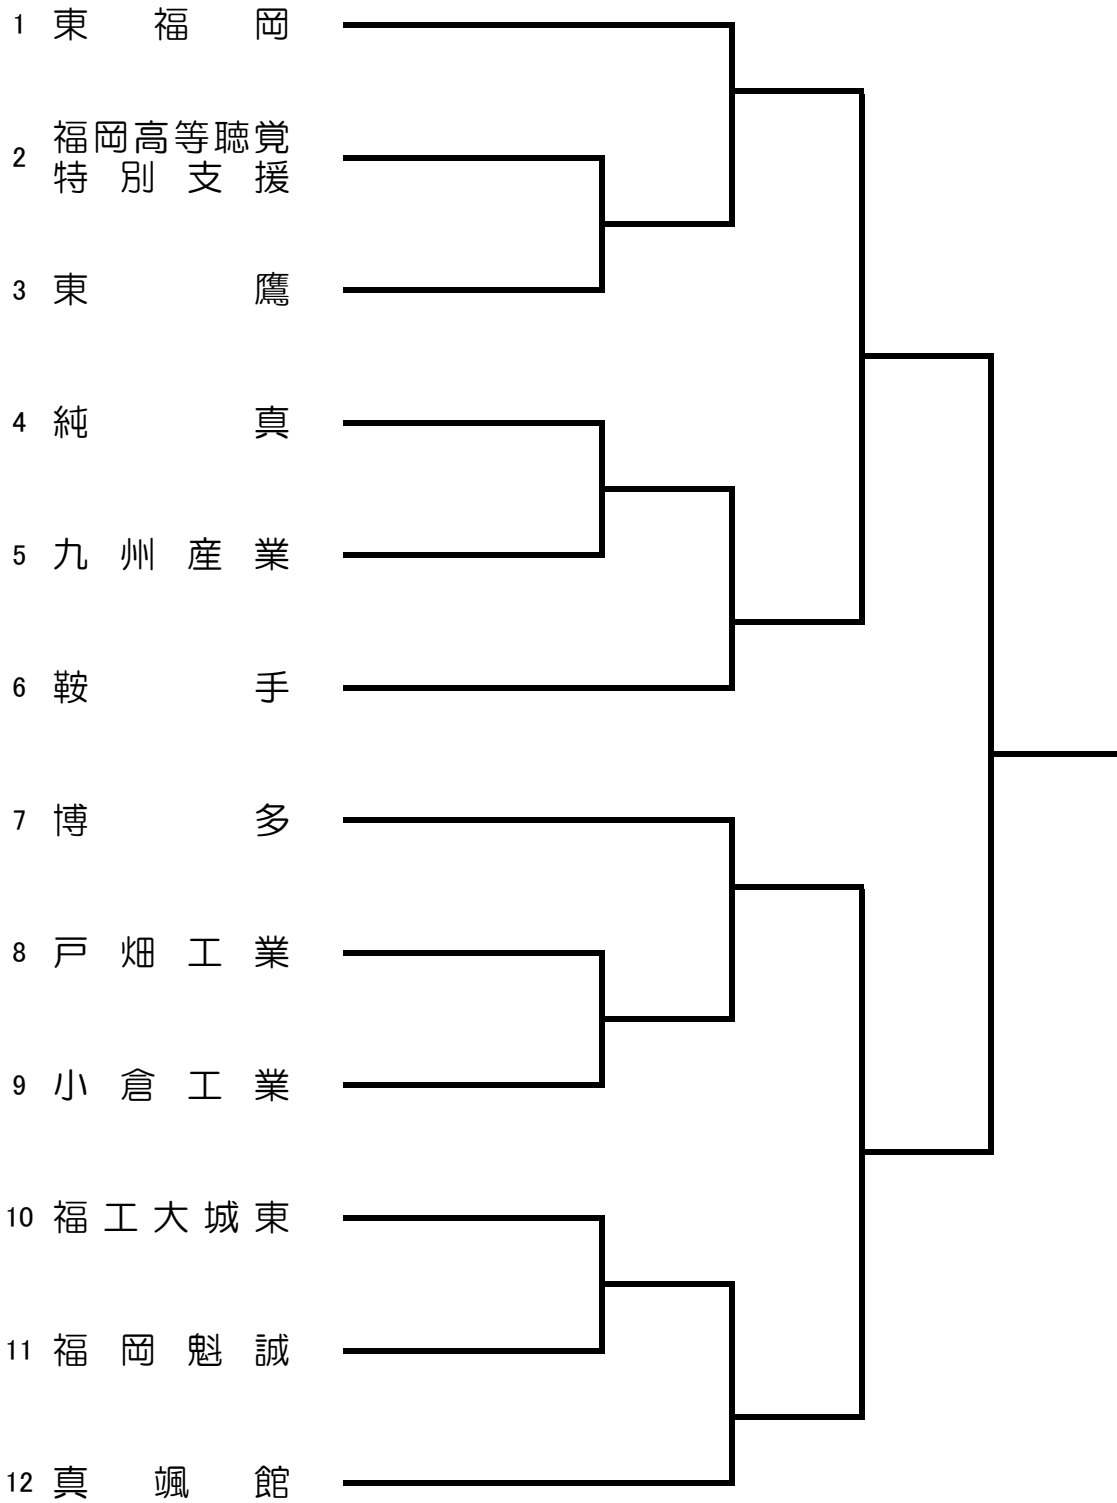 1 東福岡
2 福岡高等聴覚
特別支援
3 東鷹
4 純真
5 九州産業
6 鞍手
7 博多
8 戸畑工業
9 小倉工業
10 福工大城東
11 福岡魁誠
12 真颯館